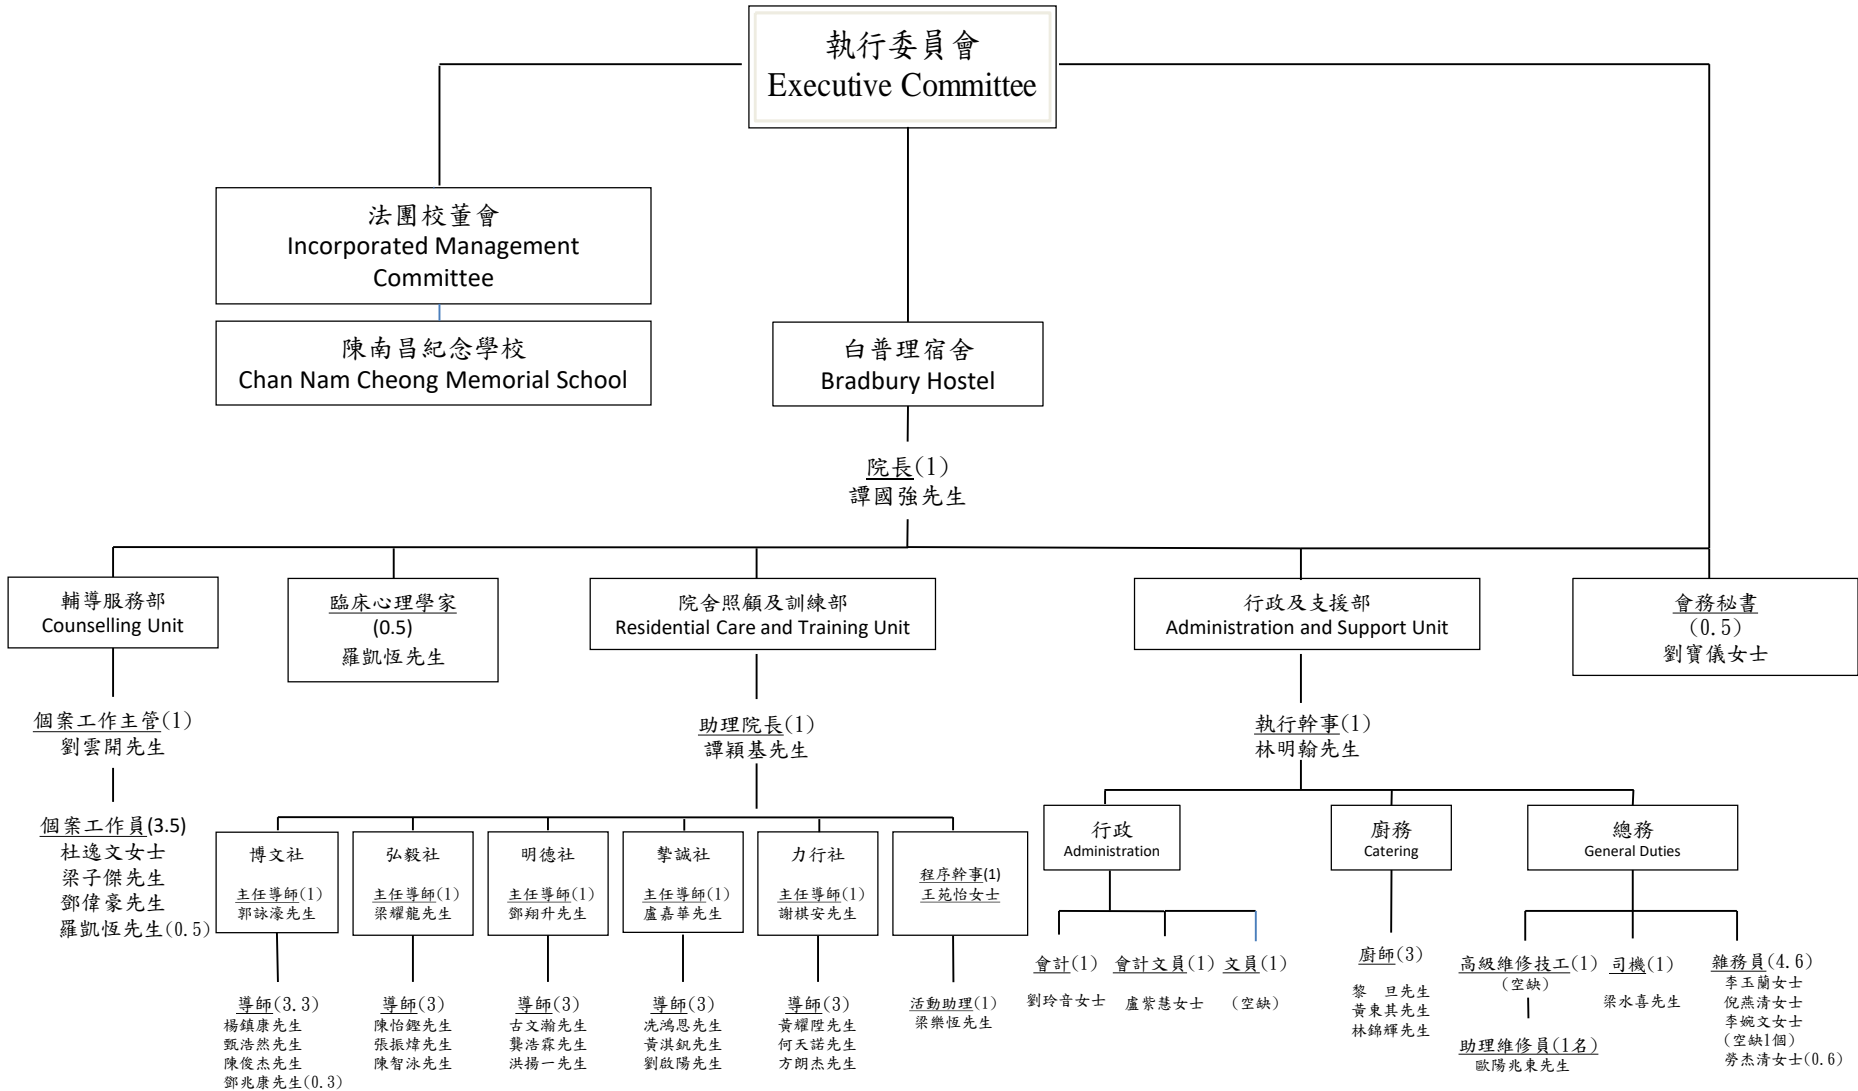 執行委員會
Executive Committee
法團校董會
Incorporated Management
Committee
陳南昌紀念學校
Chan Nam Cheong Memorial School
白普理宿舍
Bradbury Hostel
院長(1)
譚國強先生
輔導服務部
Counselling Unit
個案工作主管(1)
劉雲開先生
個案工作員(3.5)
杜逸文女士
梁子傑先生
鄧偉豪先生
羅凱恆先生(0.5)
臨床心理學家
(0.5)
羅凱恆先生
院舍照顧及訓練部
Residential Care and Training Unit
助理院長(1)
譚穎基先生
博文社
主任導師(1)
郭詠濠先生
導師(3.3)
楊鎮康先生
甄浩然先生
陳俊杰先生
鄧兆康先生(0.3)
弘毅社
主任導師(1)
梁耀龍先生
導師(3)
陳怡鏗先生
張振煒先生
陳智泳先生
明德社
主任導師(1)
鄧翔升先生
導師(3)
古文瀚先生
龔浩霖先生
洪揚一先生
摯誠社
主任導師(1)
盧嘉華先生
導師(3)
冼鴻恩先生
黃淇釩先生
劉啟陽先生
力行社
主任導師(1)
謝棋安先生
導師(3)
黃耀陞先生
何天諾先生
方朗杰先生
程序幹事(1)
王苑怡女士
活動助理(1)
梁樂恆先生
行政及支援部
Administration and Support Unit
執行幹事(1)
林明翰先生
行政
Administration
會計(1)
劉玲音女士
會計文員(1)
盧紫慧女士
文員(1)
(空缺)
廚務
Catering
廚師(3)
黎　旦先生
黃東其先生
林錦輝先生
總務
General Duties
高級維修技工(1)
(空缺)
助理維修員(1名)
歐陽兆東先生
司機(1)
梁水喜先生
雜務員(4.6)
李玉蘭女士
倪燕清女士
李婉文女士
(空缺1個)
勞杰清女士(0.6)
會務秘書
(0.5)
劉寶儀女士